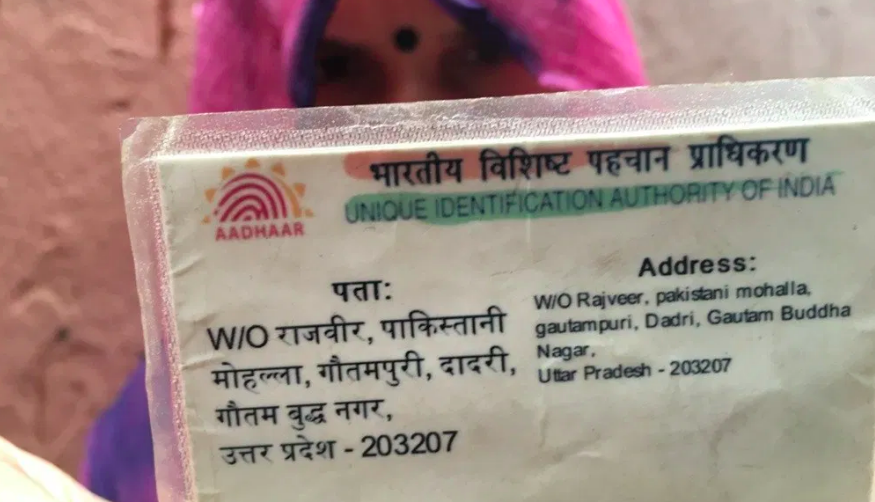 भारतीय विशिष्ट पहचान प्राधिकरण
UNIQUE IDENTIFICATION AUTHORITY OF INDIA
AADHAAR
पता:
W/O राजवीर, पाकिस्तानी
मोहल्ला, गौतमपुरी, दादरी,
गौतम बुद्ध नगर,
उत्तर प्रदेश - 203207
Address:
W/O Rajveer, pakistani mohalla,
gautampuri, Dadri, Gautam Buddha
Nagar,
Uttar Pradesh - 203207